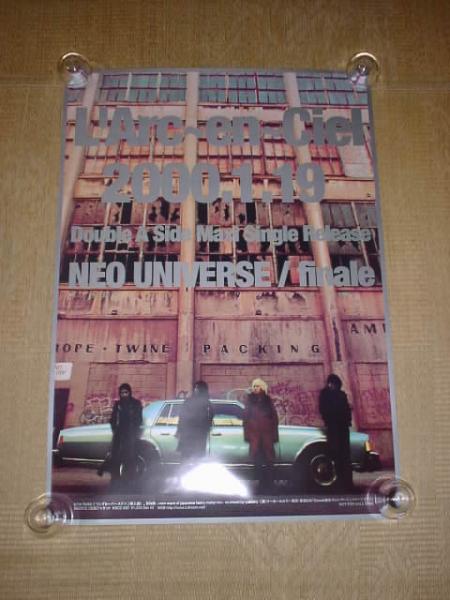 L'Arc~en~Ciel
2000.1.19
Double A Side Maxi Single Release
NEO UNIVERSE / finale
ROPE · TWINE PACKING AM